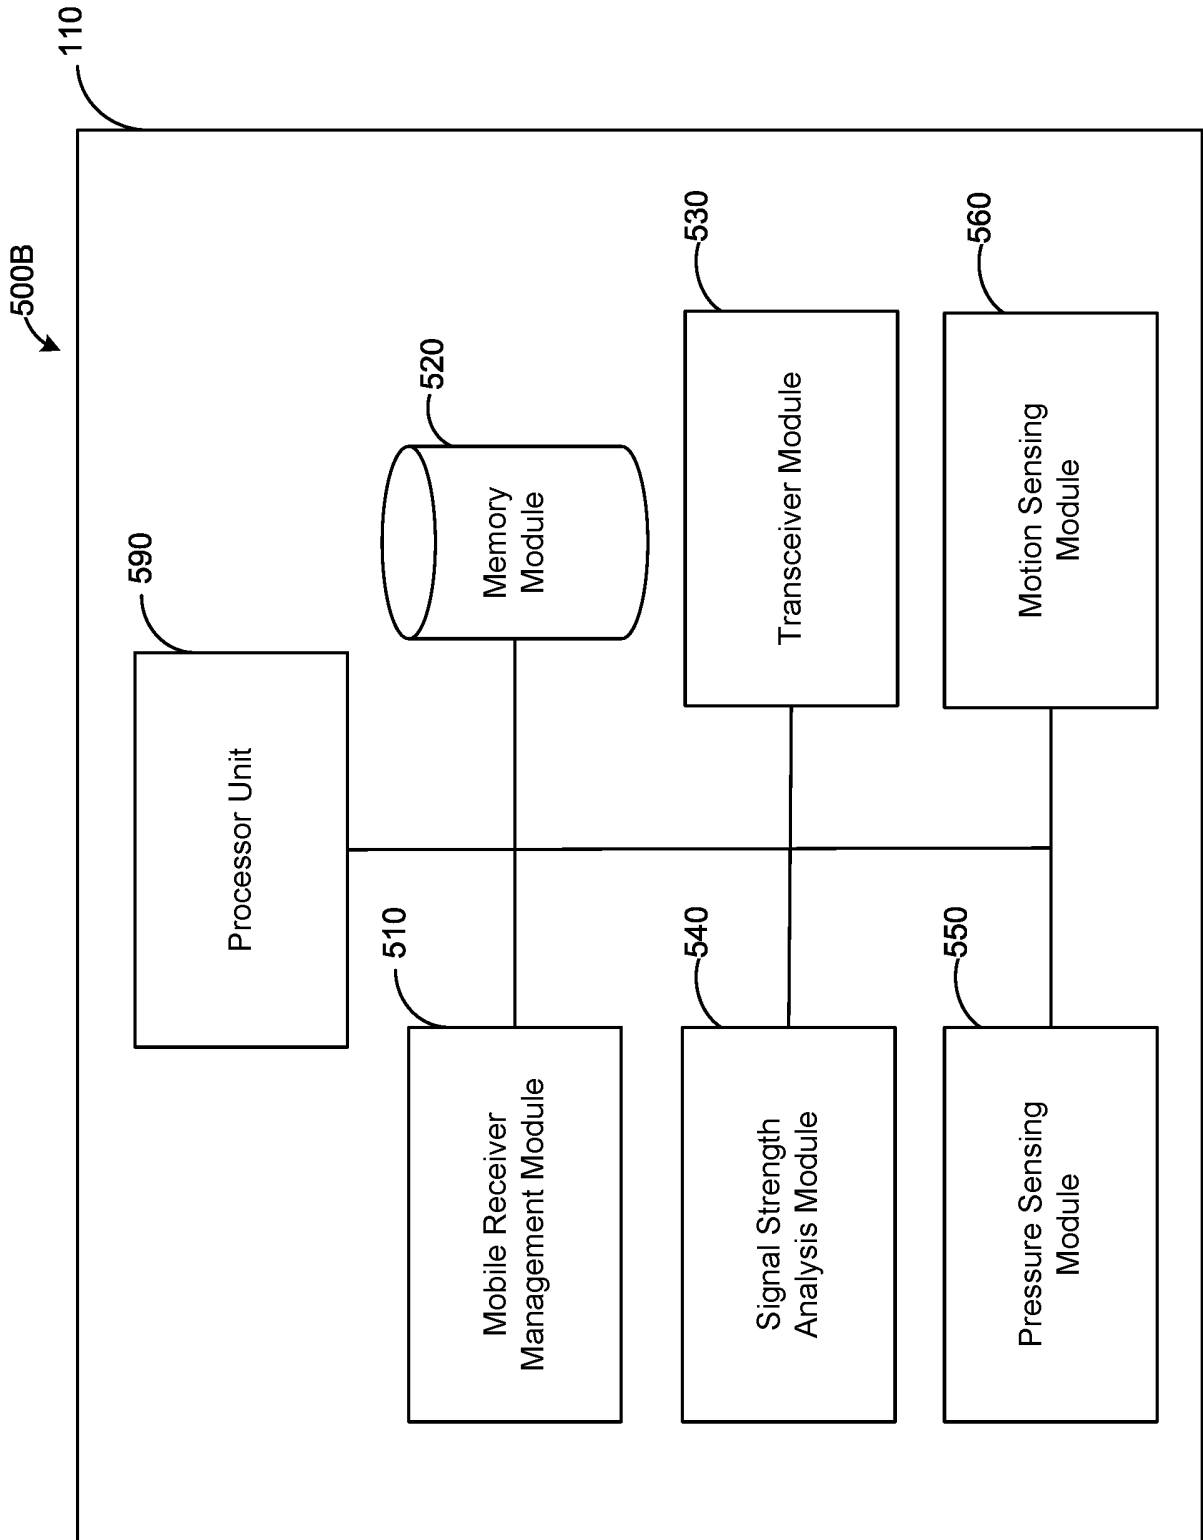 500B
110
Processor Unit
590
Mobile Receiver
Management Module
510
Memory
Module
520
Signal Strength
Analysis Module
540
Transceiver Module
530
Pressure Sensing
Module
550
Motion Sensing
Module
560